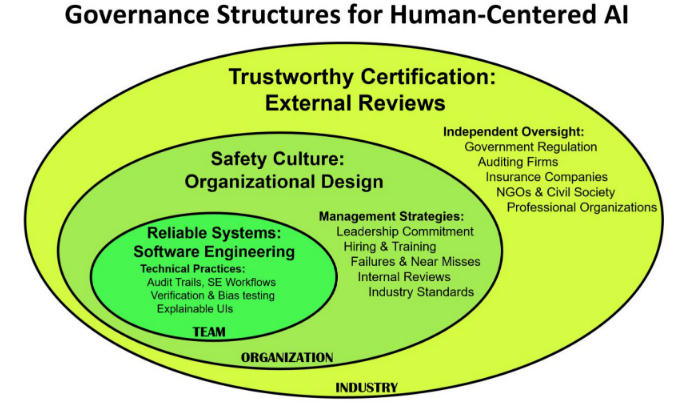 Governance Structures for Human-Centered AI
Trustworthy Certification:
External Reviews
Independent Oversight:
Government Regulation
Auditing Firms
Insurance Companies
NGOs & Civil Society
Professional Organizations
Safety Culture:
Organizational Design
Management Strategies:
Leadership Commitment
Hiring & Training
Failures & Near Misses
Internal Reviews
Industry Standards
Reliable Systems:
Software Engineering
Technical Practices:
Audit Trails, SE Workflows
Verification & Bias testing
Explainable UIs
TEAM
ORGANIZATION
INDUSTRY